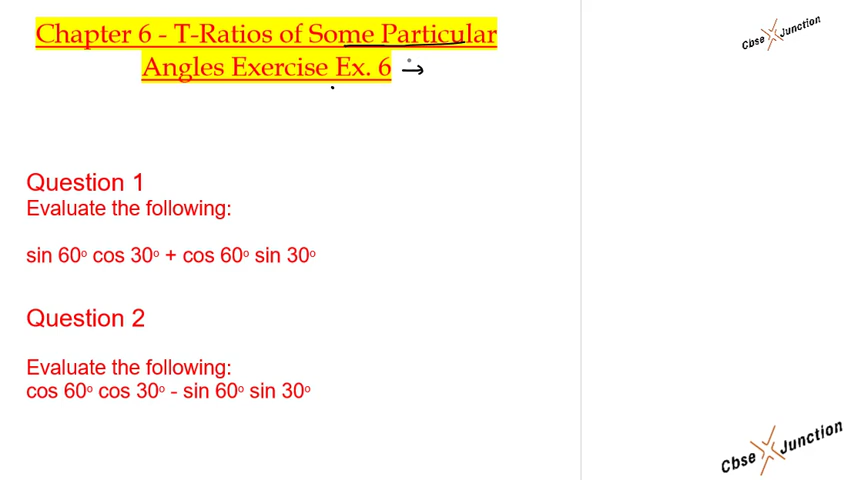 Chapter 6 - T-Ratios of Some Particular
Angles Exercise Ex. 6 →
Cbse Junction
Question 1
Evaluate the following:
sin 60° cos 30° + cos 60° sin 30°
Question 2
Evaluate the following:
cos 60° cos 30° - sin 60° sin 30°
Cbse Junction